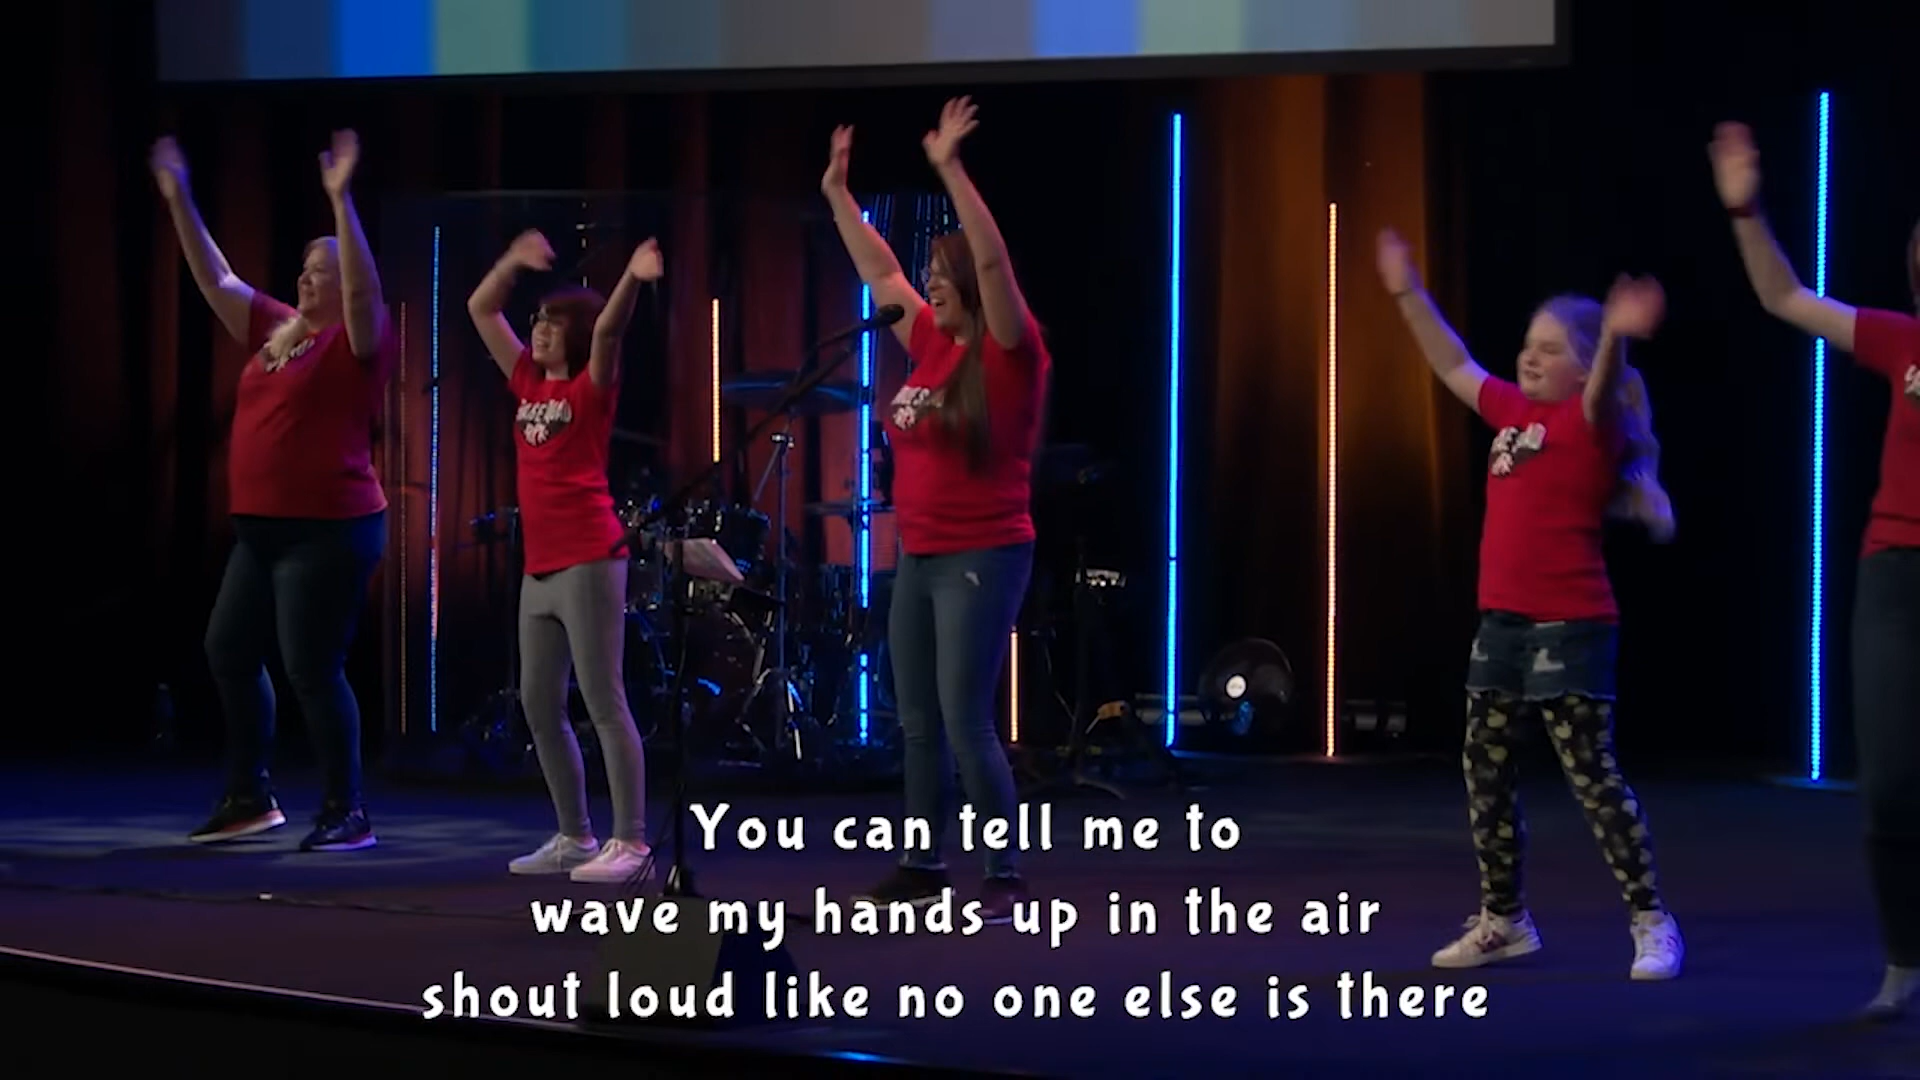 You can tell me to
wave my hands up in the air
shout loud like no one else is there